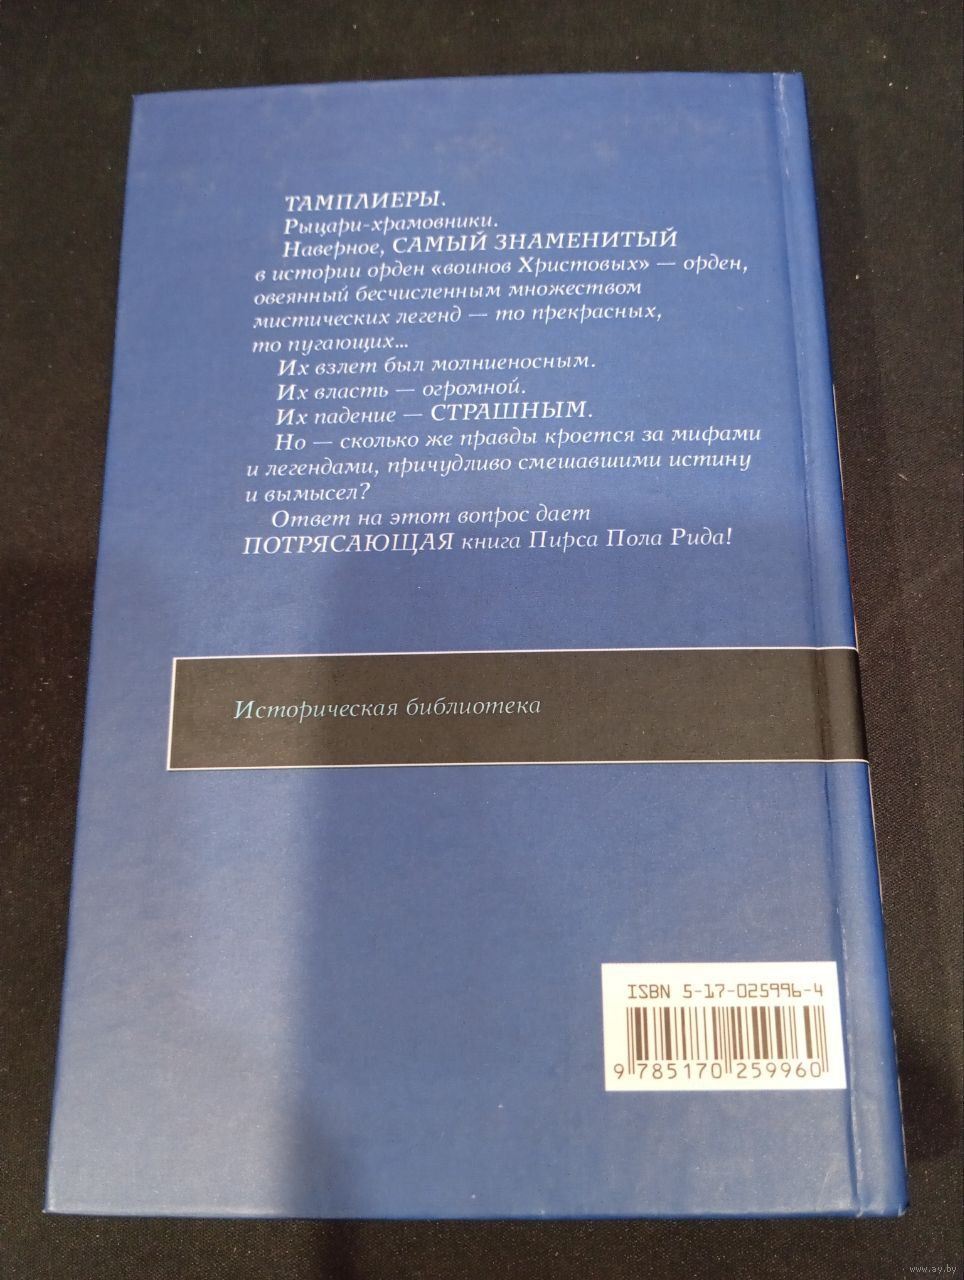 ТАМПЛИЕРЫ.
Рыцари-храмовники.
Наверное, САМЫЙ ЗНАМЕНИТЫЙ
в истории орден «воинов Христовых» — орден,
овеянный бесчисленным множеством
мистических легенд — то прекрасных,
то пугающих...
Их взлет был молниеносным.
Их власть — огромной.
Их падение — СТРАШНЫМ.
Но — сколько же правды кроется за мифами
и легендами, причудливо смешавшими истину
и вымысел?
Ответ на этот вопрос дает
ПОТРЯСАЮЩАЯ книга Пирса Пола Рида!
Историческая библиотека
ISBN 5-17-025996-4
9 785170 259960
www.ay.by